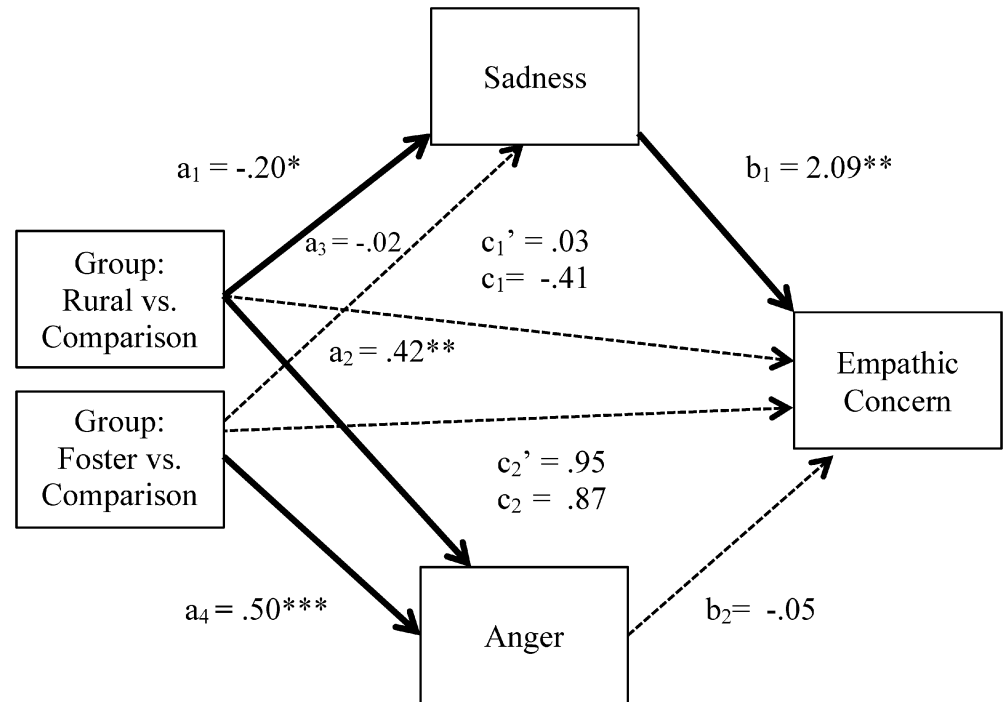 Sadness
a₁ = -.20*
b₁ = 2.09**
a₃ = -.02
c₁’ = .03
c₁= -.41
Group:
Rural vs.
Comparison
a₂ = .42**
Empathic
Concern
Group:
Foster vs.
Comparison
c₂’ = .95
c₂ = .87
a₄ = .50***
Anger
b₂= -.05